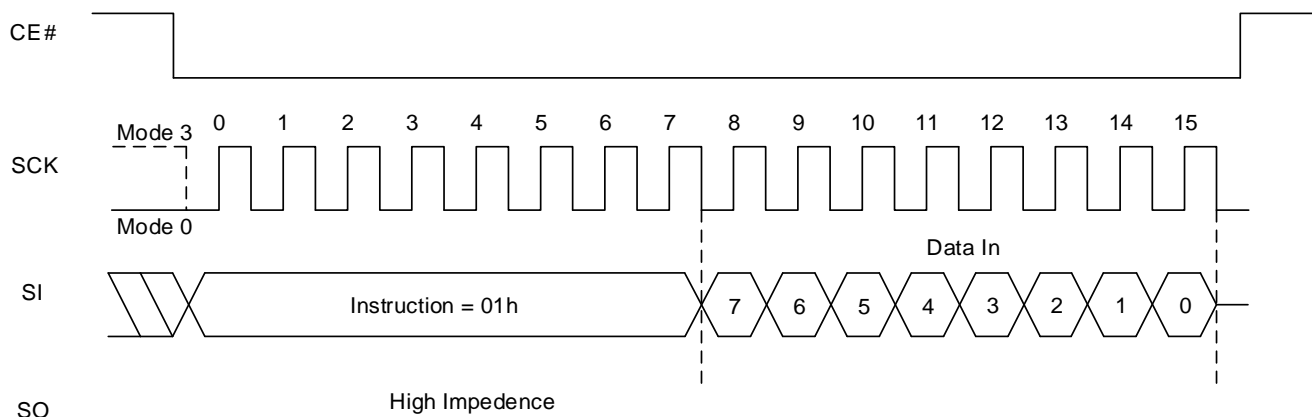 CE#
0 1 2 3 4 5 6 7 8 9 10 11 12 13 14 15
Mode 3
SCK
Mode 0
Data In
SI
Instruction = 01h
7 6 5 4 3 2 1 0
High Impedence
SO